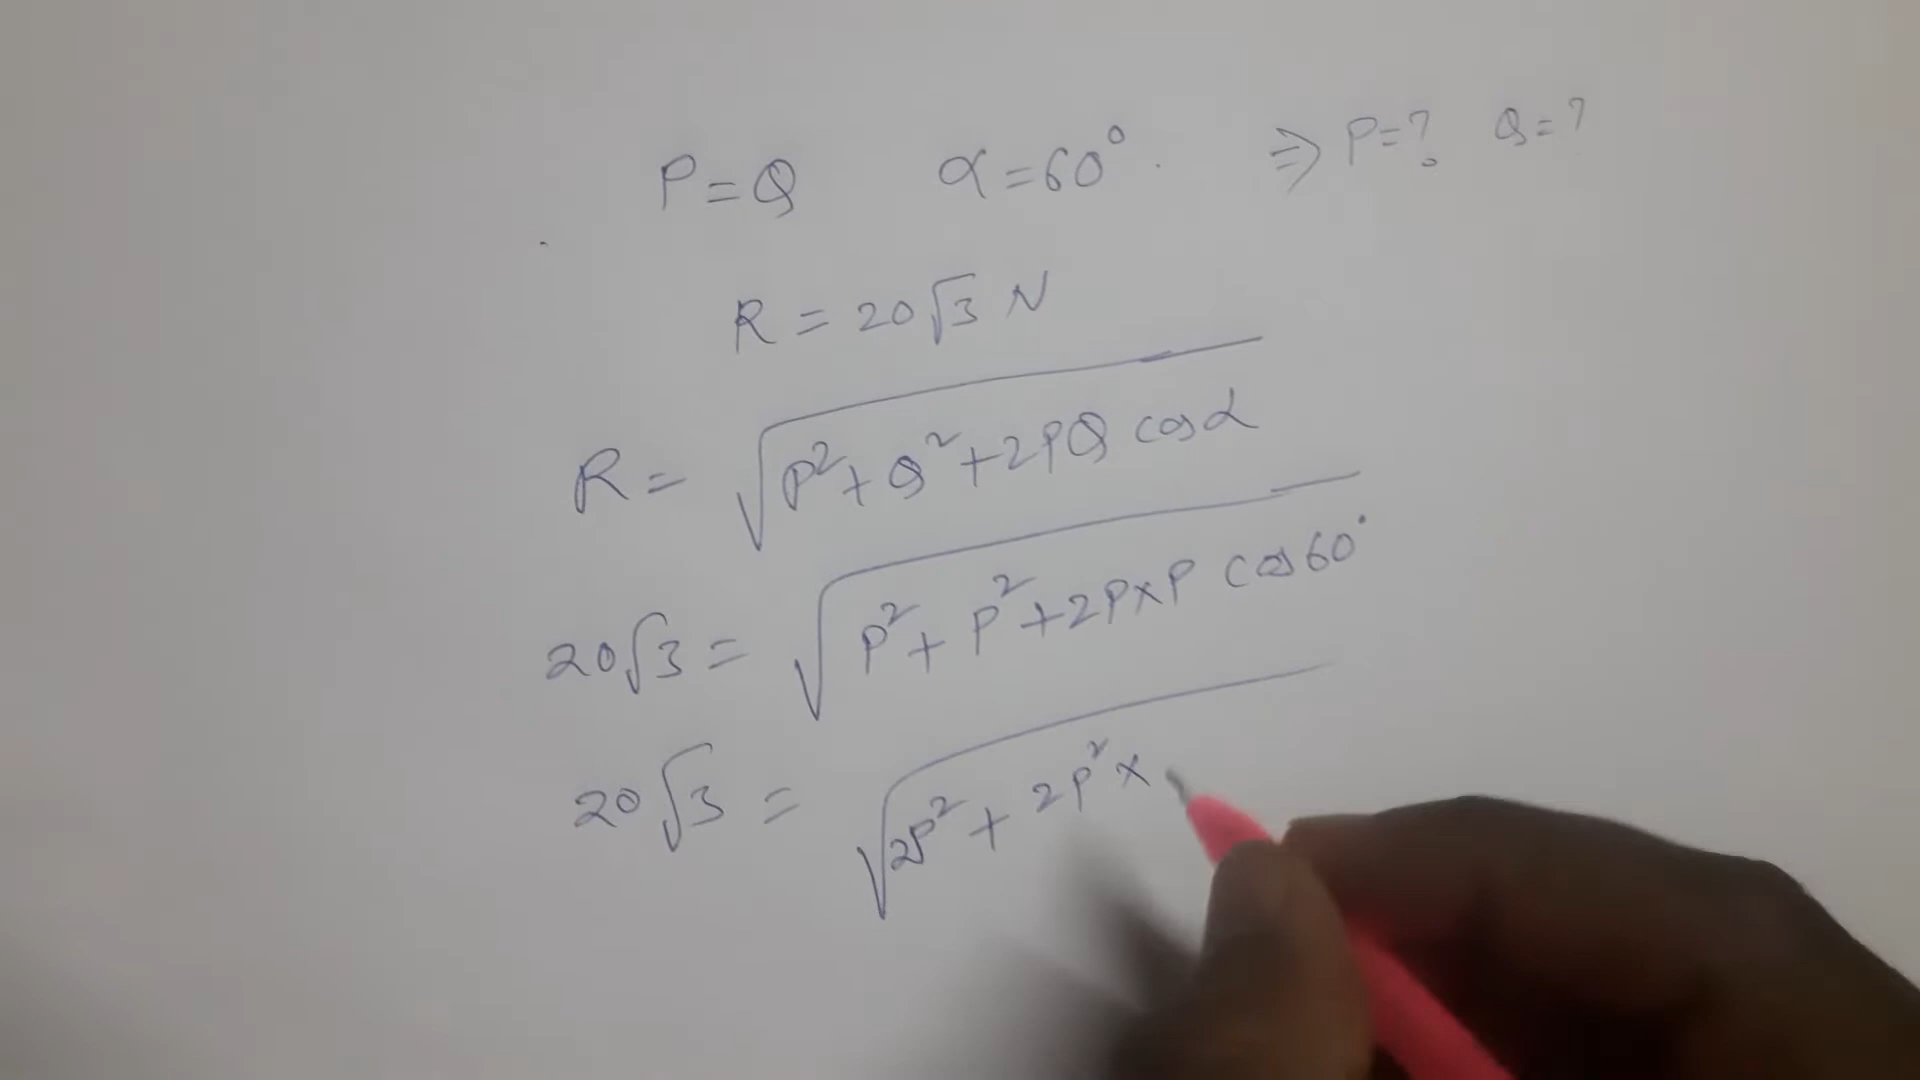 P = Q α = 60° . ⇒ P = ? Q = ?
R = 20√3 N
R = √(P² + Q² + 2PQ cos α)
20√3 = √(P² + P² + 2P×P cos 60°)
20√3 = √(2P² + 2P² ×